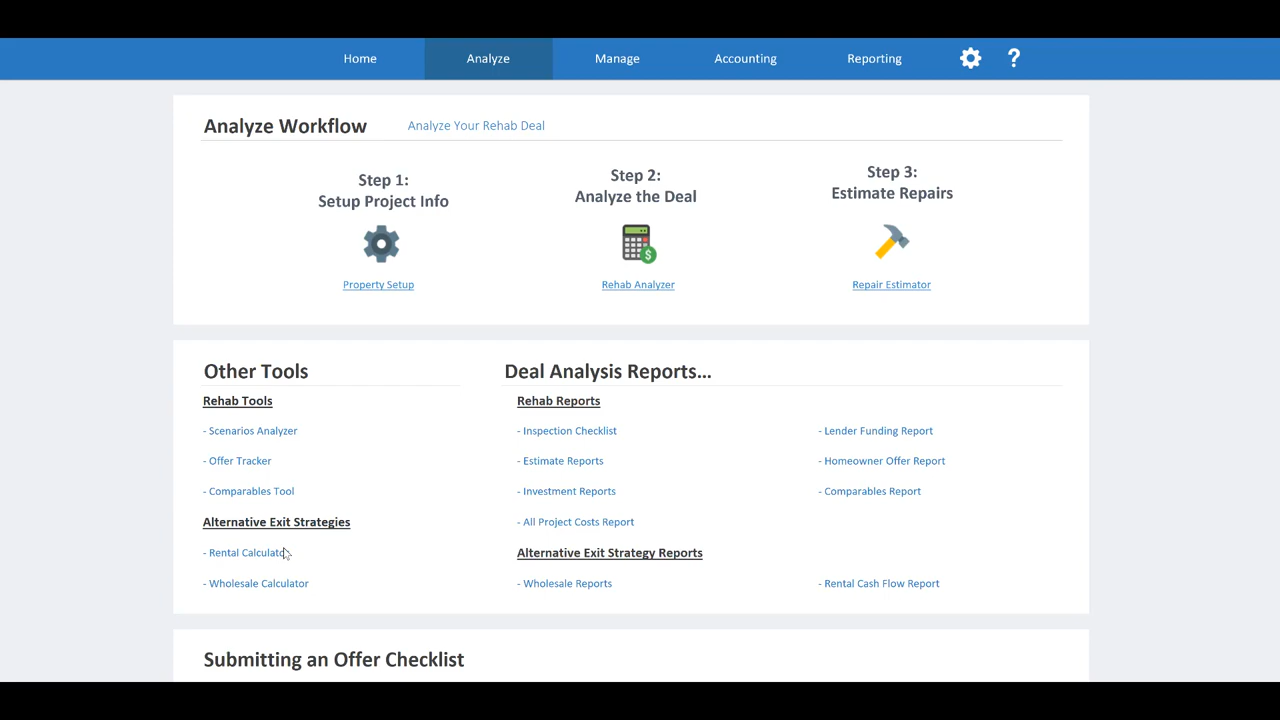 Home Analyze Manage Accounting Reporting ?
Analyze Workflow Analyze Your Rehab Deal
Step 1:
Setup Project Info
Property Setup
Step 2:
Analyze the Deal
$
Rehab Analyzer
Step 3:
Estimate Repairs
Repair Estimator
Other Tools
Rehab Tools
- Scenarios Analyzer
- Offer Tracker
- Comparables Tool
Alternative Exit Strategies
- Rental Calculator
- Wholesale Calculator
Deal Analysis Reports...
Rehab Reports
- Inspection Checklist
- Estimate Reports
- Investment Reports
- All Project Costs Report
- Lender Funding Report
- Homeowner Offer Report
- Comparables Report
Alternative Exit Strategy Reports
- Wholesale Reports
- Rental Cash Flow Report
Submitting an Offer Checklist